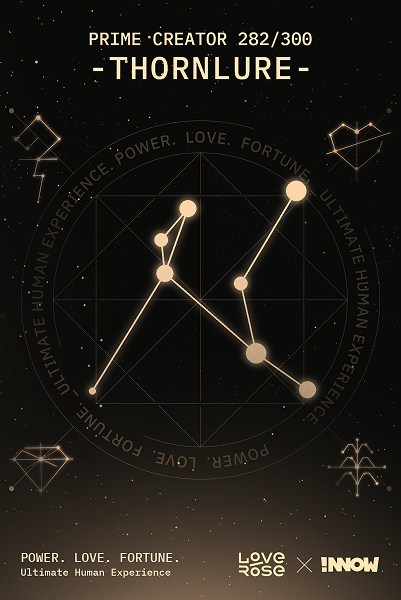 PRIME·CREATOR 282/300
-THORNLURE-
POWER. LOVE. FORTUNE. - ULTIMATE HUMAN EXPERIENCE.
POWER. LOVE. FORTUNE - ULTIMATE HUMAN EXPERIENCE.
POWER. LOVE. FORTUNE.
Ultimate Human Experience
LOVE
ROSE
×
!NNOW